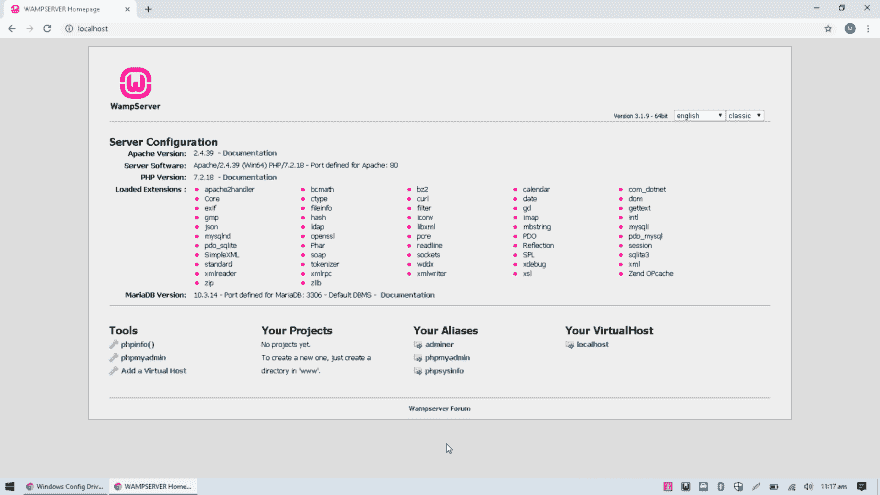 WAMPSERVER Homepage
localhost
WampServer
Version 3.1.9 - 64bit english classic
Server Configuration
Apache Version: 2.4.39 - Documentation
Server Software: Apache/2.4.39 (Win64) PHP/7.2.18 - Port defined for Apache: 80
PHP Version: 7.2.18 - Documentation
Loaded Extensions : apache2handler bcmath bz2 calendar com_dotnet
Core ctype curl date dom
exif fileinfo filter gd gettext
gmp hash iconv imap intl
json ldap libxml mbstring mysqli
mysqlnd openssl pcre PDO pdo_mysql
pdo_sqlite Phar readline Reflection session
SimpleXML soap sockets SPL sqlite3
standard tokenizer wddx xdebug xml
xmlreader xmlrpc xmlwriter xsl Zend OPcache
zip zlib
MariaDB Version: 10.3.14 - Port defined for MariaDB: 3306 - Default DBMS - Documentation
Tools
phpinfo()
phpmyadmin
Add a Virtual Host
Your Projects
No projects yet.
To create a new one, just create a
directory in 'www'.
Your Aliases
adminer
phpmyadmin
phpsysinfo
Your VirtualHost
localhost
Wampserver Forum
Windows Config Driv... WAMPSERVER Home... 11:17 am